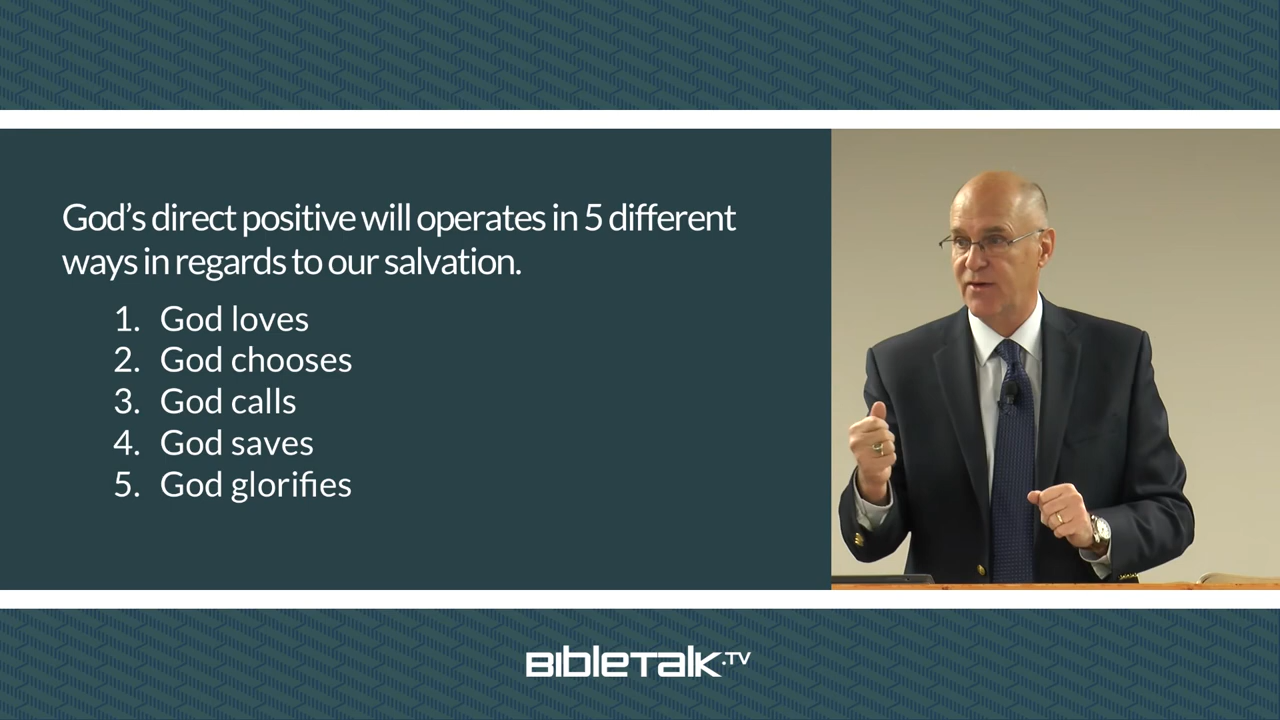 God’s direct positive will operates in 5 different
ways in regards to our salvation.
1. God loves
2. God chooses
3. God calls
4. God saves
5. God glorifies
BibleTalk.TV